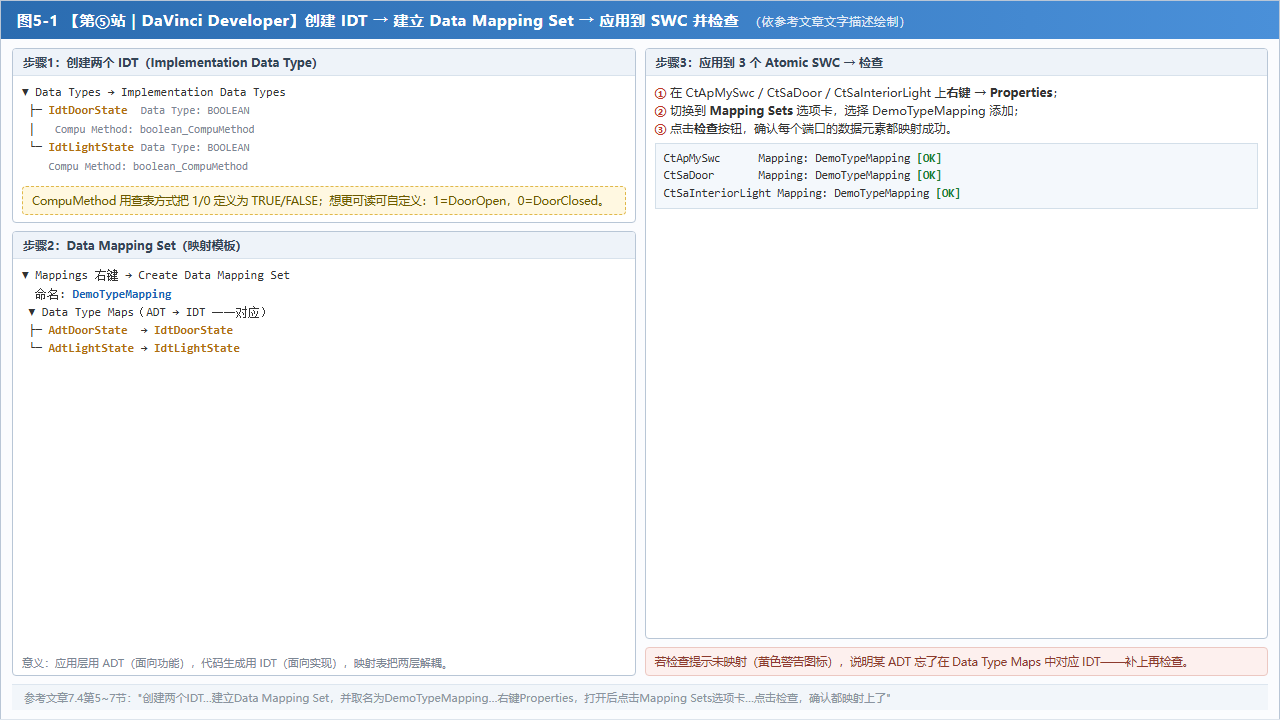 图5-1 【第⑤站 | DaVinci Developer】创建 IDT → 建立 Data Mapping Set → 应用到 SWC 并检查 （依参考文章文字描述绘制）
步骤1：创建两个 IDT（Implementation Data Type）
▼ Data Types → Implementation Data Types
├─ IdtDoorState Data Type: BOOLEAN
│ Compu Method: boolean_CompuMethod
└─ IdtLightState Data Type: BOOLEAN
Compu Method: boolean_CompuMethod
CompuMethod 用查表方式把 1/0 定义为 TRUE/FALSE；想更可读可自定义：1=DoorOpen，0=DoorClosed。
步骤2：Data Mapping Set（映射模板）
▼ Mappings 右键 → Create Data Mapping Set
命名: DemoTypeMapping
▼ Data Type Maps（ADT → IDT 一一对应）
├─ AdtDoorState → IdtDoorState
└─ AdtLightState → IdtLightState
意义：应用层用 ADT（面向功能），代码生成用 IDT（面向实现），映射表把两层解耦。
步骤3：应用到 3 个 Atomic SWC → 检查
① 在 CtApMySwc / CtSaDoor / CtSaInteriorLight 上右键 → Properties；
② 切换到 Mapping Sets 选项卡，选择 DemoTypeMapping 添加；
③ 点击检查按钮，确认每个端口的数据元素都映射成功。
CtApMySwc Mapping: DemoTypeMapping [OK]
CtSaDoor Mapping: DemoTypeMapping [OK]
CtSaInteriorLight Mapping: DemoTypeMapping [OK]
若检查提示未映射（黄色警告图标），说明某 ADT 忘了在 Data Type Maps 中对应 IDT——补上再检查。
参考文章7.4第5~7节："创建两个IDT…建立Data Mapping Set，并取名为DemoTypeMapping…右键Properties，打开后点击Mapping Sets选项卡…点击检查，确认都映射上了"